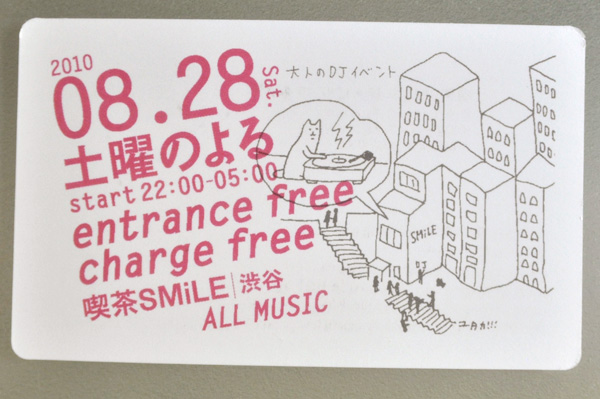 2010
08.28 Sat.
大人のDJイベント
土曜のよる
start 22:00-05:00
entrance free
charge free
喫茶SMiLE|渋谷
ALL MUSIC
SMiLE
DJ